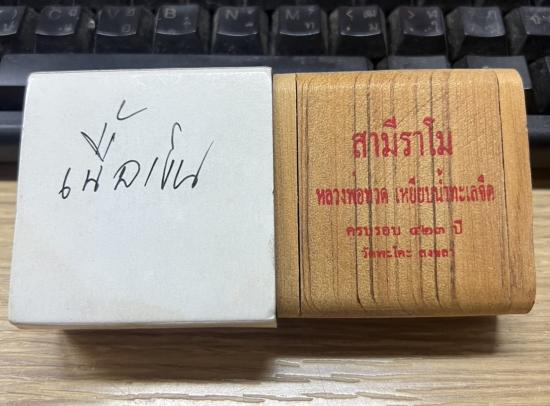 เนื้อเงิน
สามีราโม
หลวงพ่อทวด เหยียบน้ำทะเลจืด
ครบรอบ ๔๒๓ ปี
วัดพะโคะ สงขลา